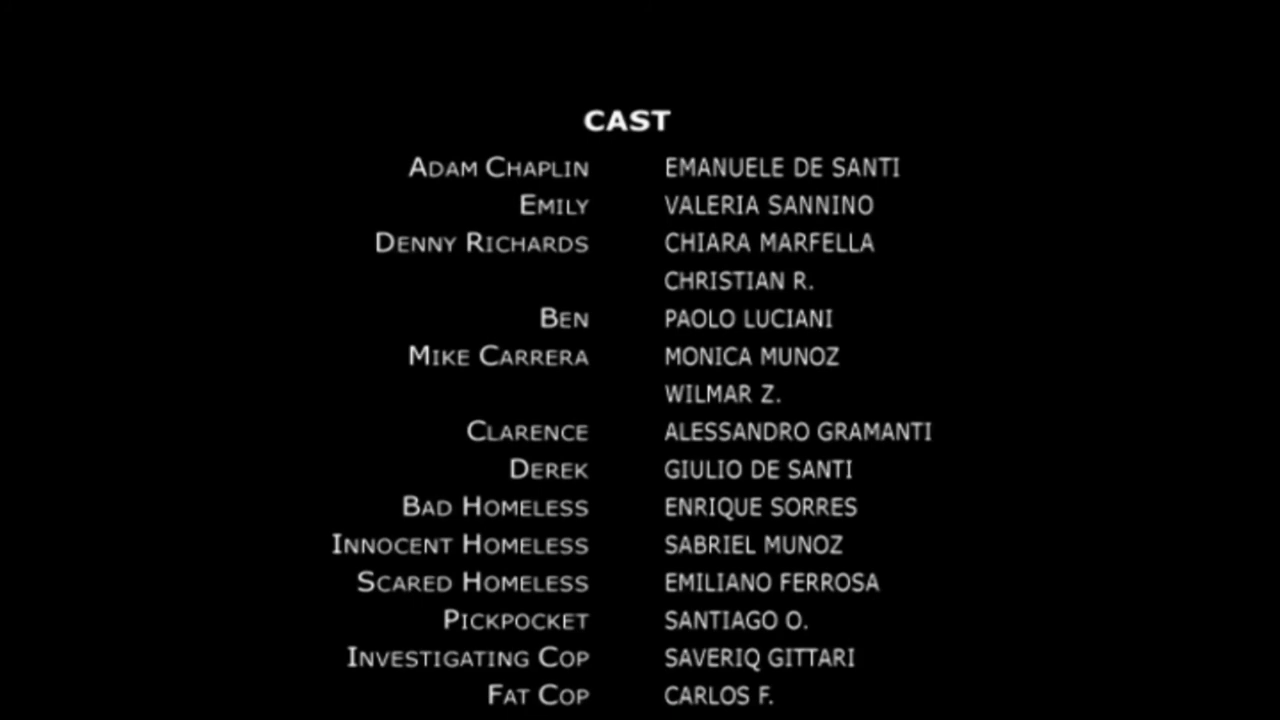 CAST
ADAM CHAPLIN EMANUELE DE SANTI
EMILY VALERIA SANNINO
DENNY RICHARDS CHIARA MARFELLA
CHRISTIAN R.
BEN PAOLO LUCIANI
MIKE CARRERA MONICA MUNOZ
WILMAR Z.
CLARENCE ALESSANDRO GRAMANTI
DEREK GIULIO DE SANTI
BAD HOMELESS ENRIQUE SORRES
INNOCENT HOMELESS SABRIEL MUNOZ
SCARED HOMELESS EMILIANO FERROSA
PICKPOCKET SANTIAGO O.
INVESTIGATING COP SAVERIQ GITTARI
FAT COP CARLOS F.